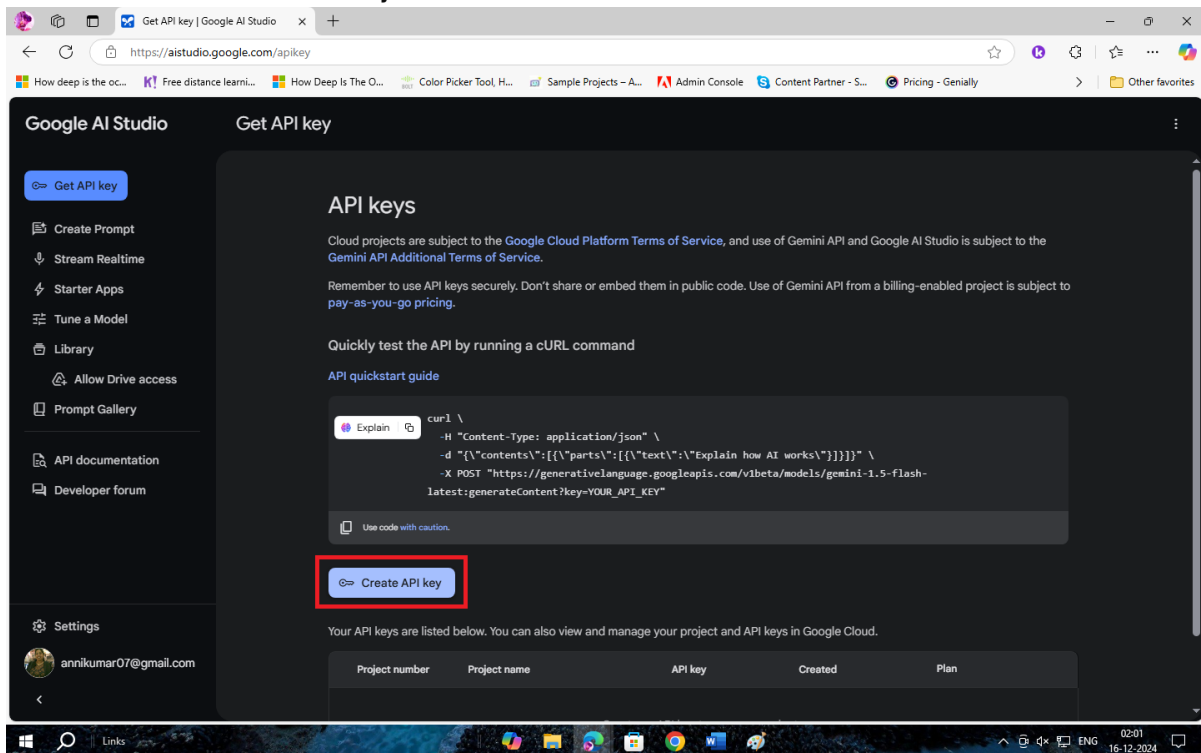 Get API key | Google AI Studio
https://aistudio.google.com/apikey
How deep is the oc...
Free distance learni...
How Deep Is The O...
Color Picker Tool, H...
Sample Projects – A...
Admin Console
Content Partner - S...
Pricing - Genially
Other favorites
Google AI Studio
Get API key
Get API key
Create Prompt
Stream Realtime
Starter Apps
Tune a Model
Library
Allow Drive access
Prompt Gallery
API documentation
Developer forum
Settings
annikumar07@gmail.com
API keys
Cloud projects are subject to the Google Cloud Platform Terms of Service, and use of Gemini API and Google AI Studio is subject to the
Gemini API Additional Terms of Service.
Remember to use API keys securely. Don't share or embed them in public code. Use of Gemini API from a billing-enabled project is subject to
pay-as-you-go pricing.
Quickly test the API by running a cURL command
API quickstart guide
Explain
curl \
-H "Content-Type: application/json" \
-d "{\"contents\":[{\"parts\":[{\"text\":\"Explain how AI works\"}]}]}" \
-X POST "https://generativelanguage.googleapis.com/v1beta/models/gemini-1.5-flash-
latest:generateContent?key=YOUR_API_KEY"
Use code with caution.
Create API key
Your API keys are listed below. You can also view and manage your project and API keys in Google Cloud.
Project number Project name API key Created Plan
Links
ENG
02:01
16-12-2024